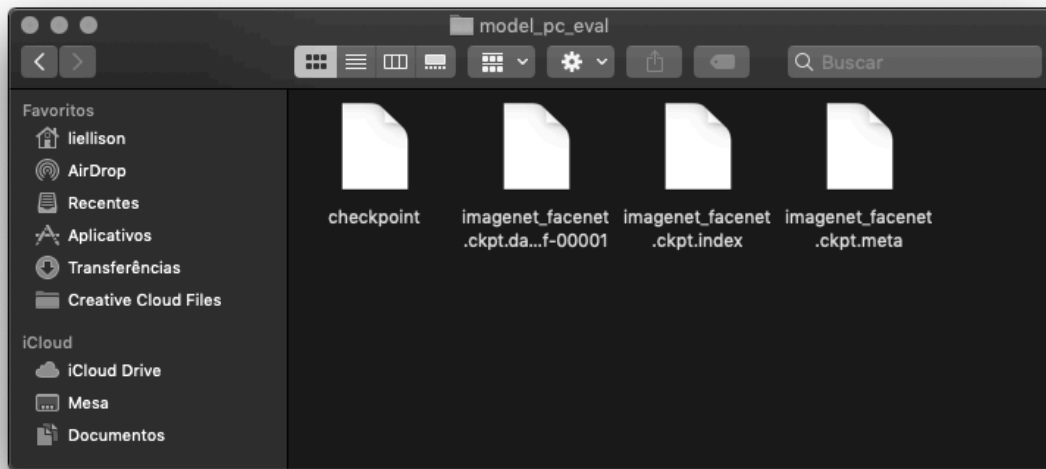 model_pc_eval
Buscar
Favoritos
liellison
AirDrop
Recentes
Aplicativos
Transferências
Creative Cloud Files
iCloud
iCloud Drive
Mesa
Documentos
checkpoint
imagenet_facenet
.ckpt.da...f-00001
imagenet_facenet
.ckpt.index
imagenet_facenet
.ckpt.meta